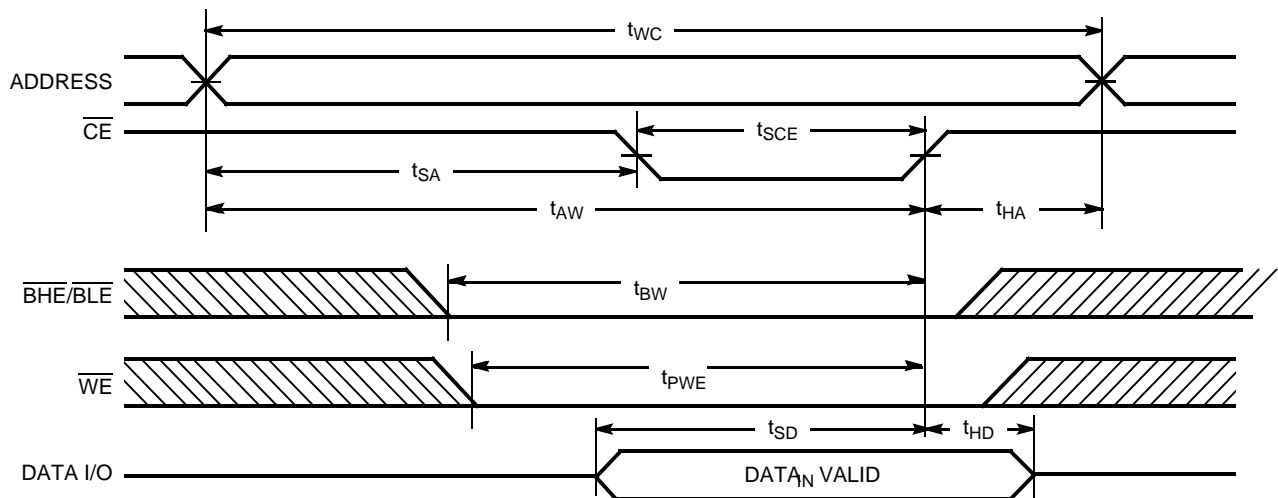 tWC
ADDRESS
CE
tSCE
tSA
tAW
tHA
BHE/BLE
tBW
WE
tPWE
tSD
tHD
DATA I/O
DATAIN VALID